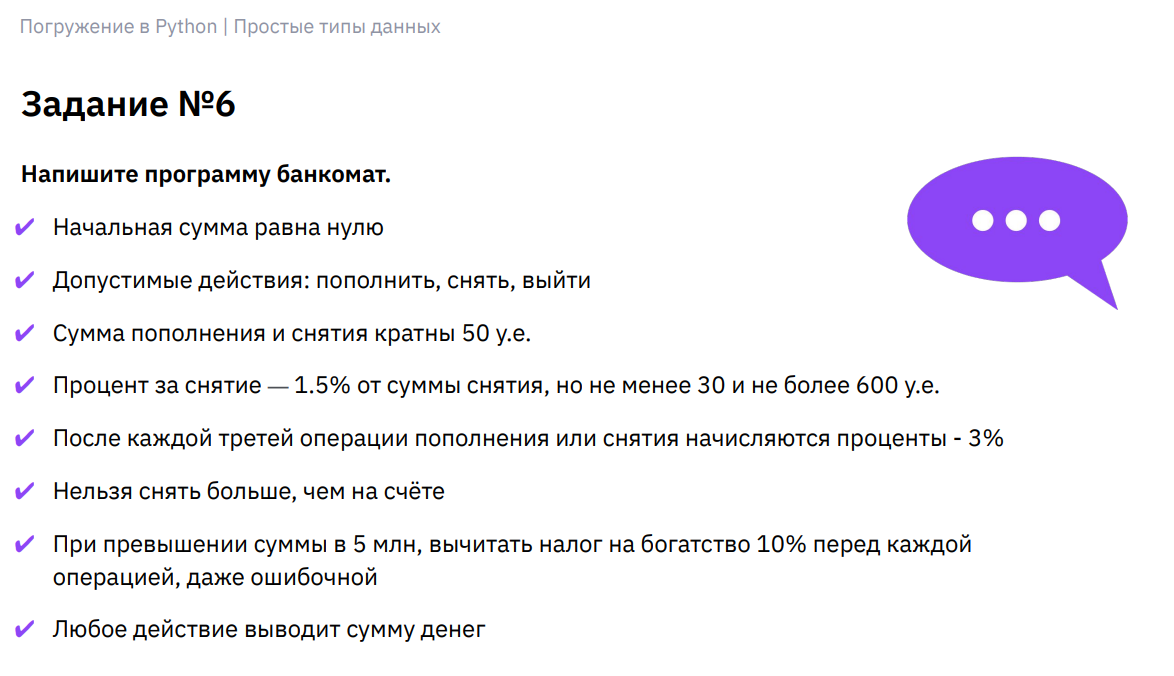 Погружение в Python | Простые типы данных
Задание №6
Напишите программу банкомат.
✔ Начальная сумма равна нулю
✔ Допустимые действия: пополнить, снять, выйти
✔ Сумма пополнения и снятия кратны 50 у.е.
✔ Процент за снятие — 1.5% от суммы снятия, но не менее 30 и не более 600 у.е.
✔ После каждой третей операции пополнения или снятия начисляются проценты - 3%
✔ Нельзя снять больше, чем на счёте
✔ При превышении суммы в 5 млн, вычитать налог на богатство 10% перед каждой
операцией, даже ошибочной
✔ Любое действие выводит сумму денег